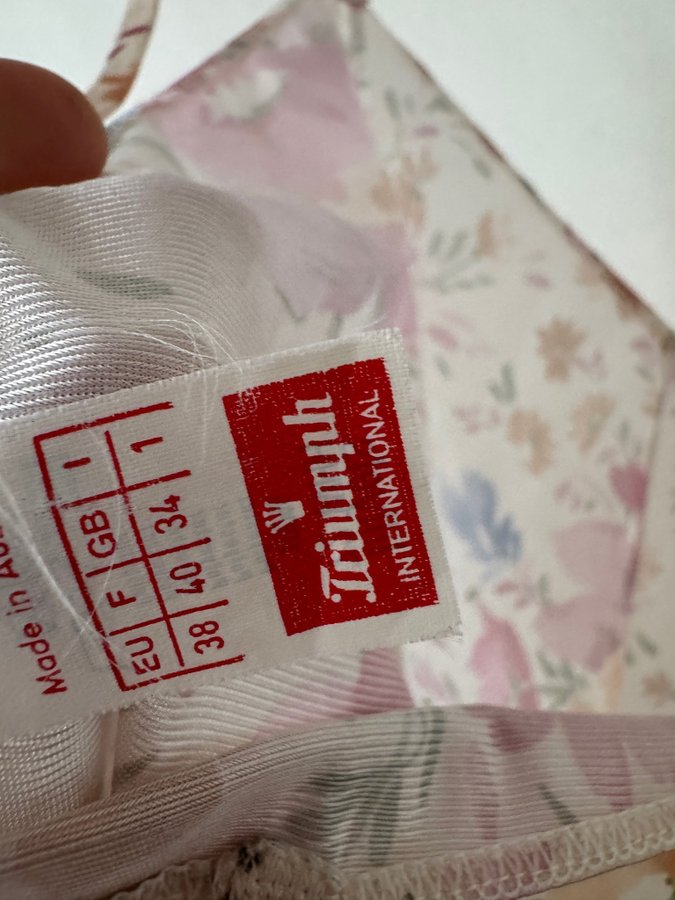 Made in
EU F GB I
38 40 34 1
Triumph
INTERNATIONAL